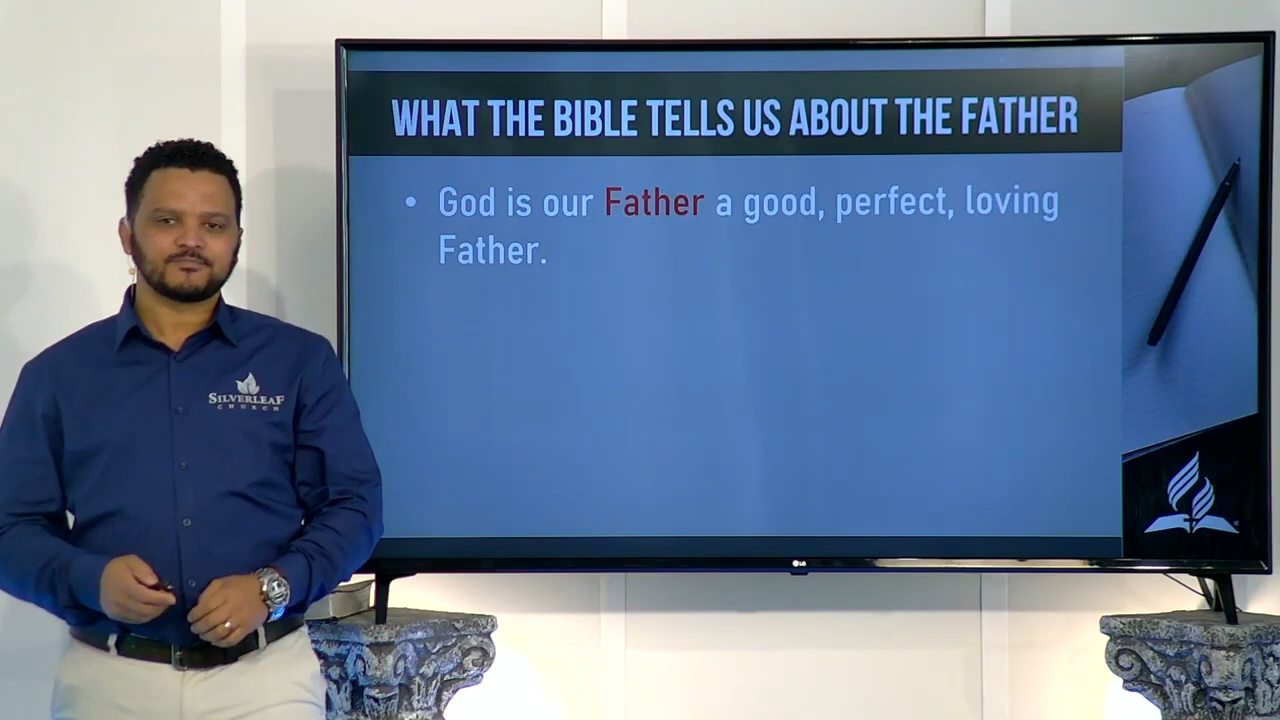 WHAT THE BIBLE TELLS US ABOUT THE FATHER
• God is our Father a good, perfect, loving
Father.
SILVERLEAF
CHURCH
LG